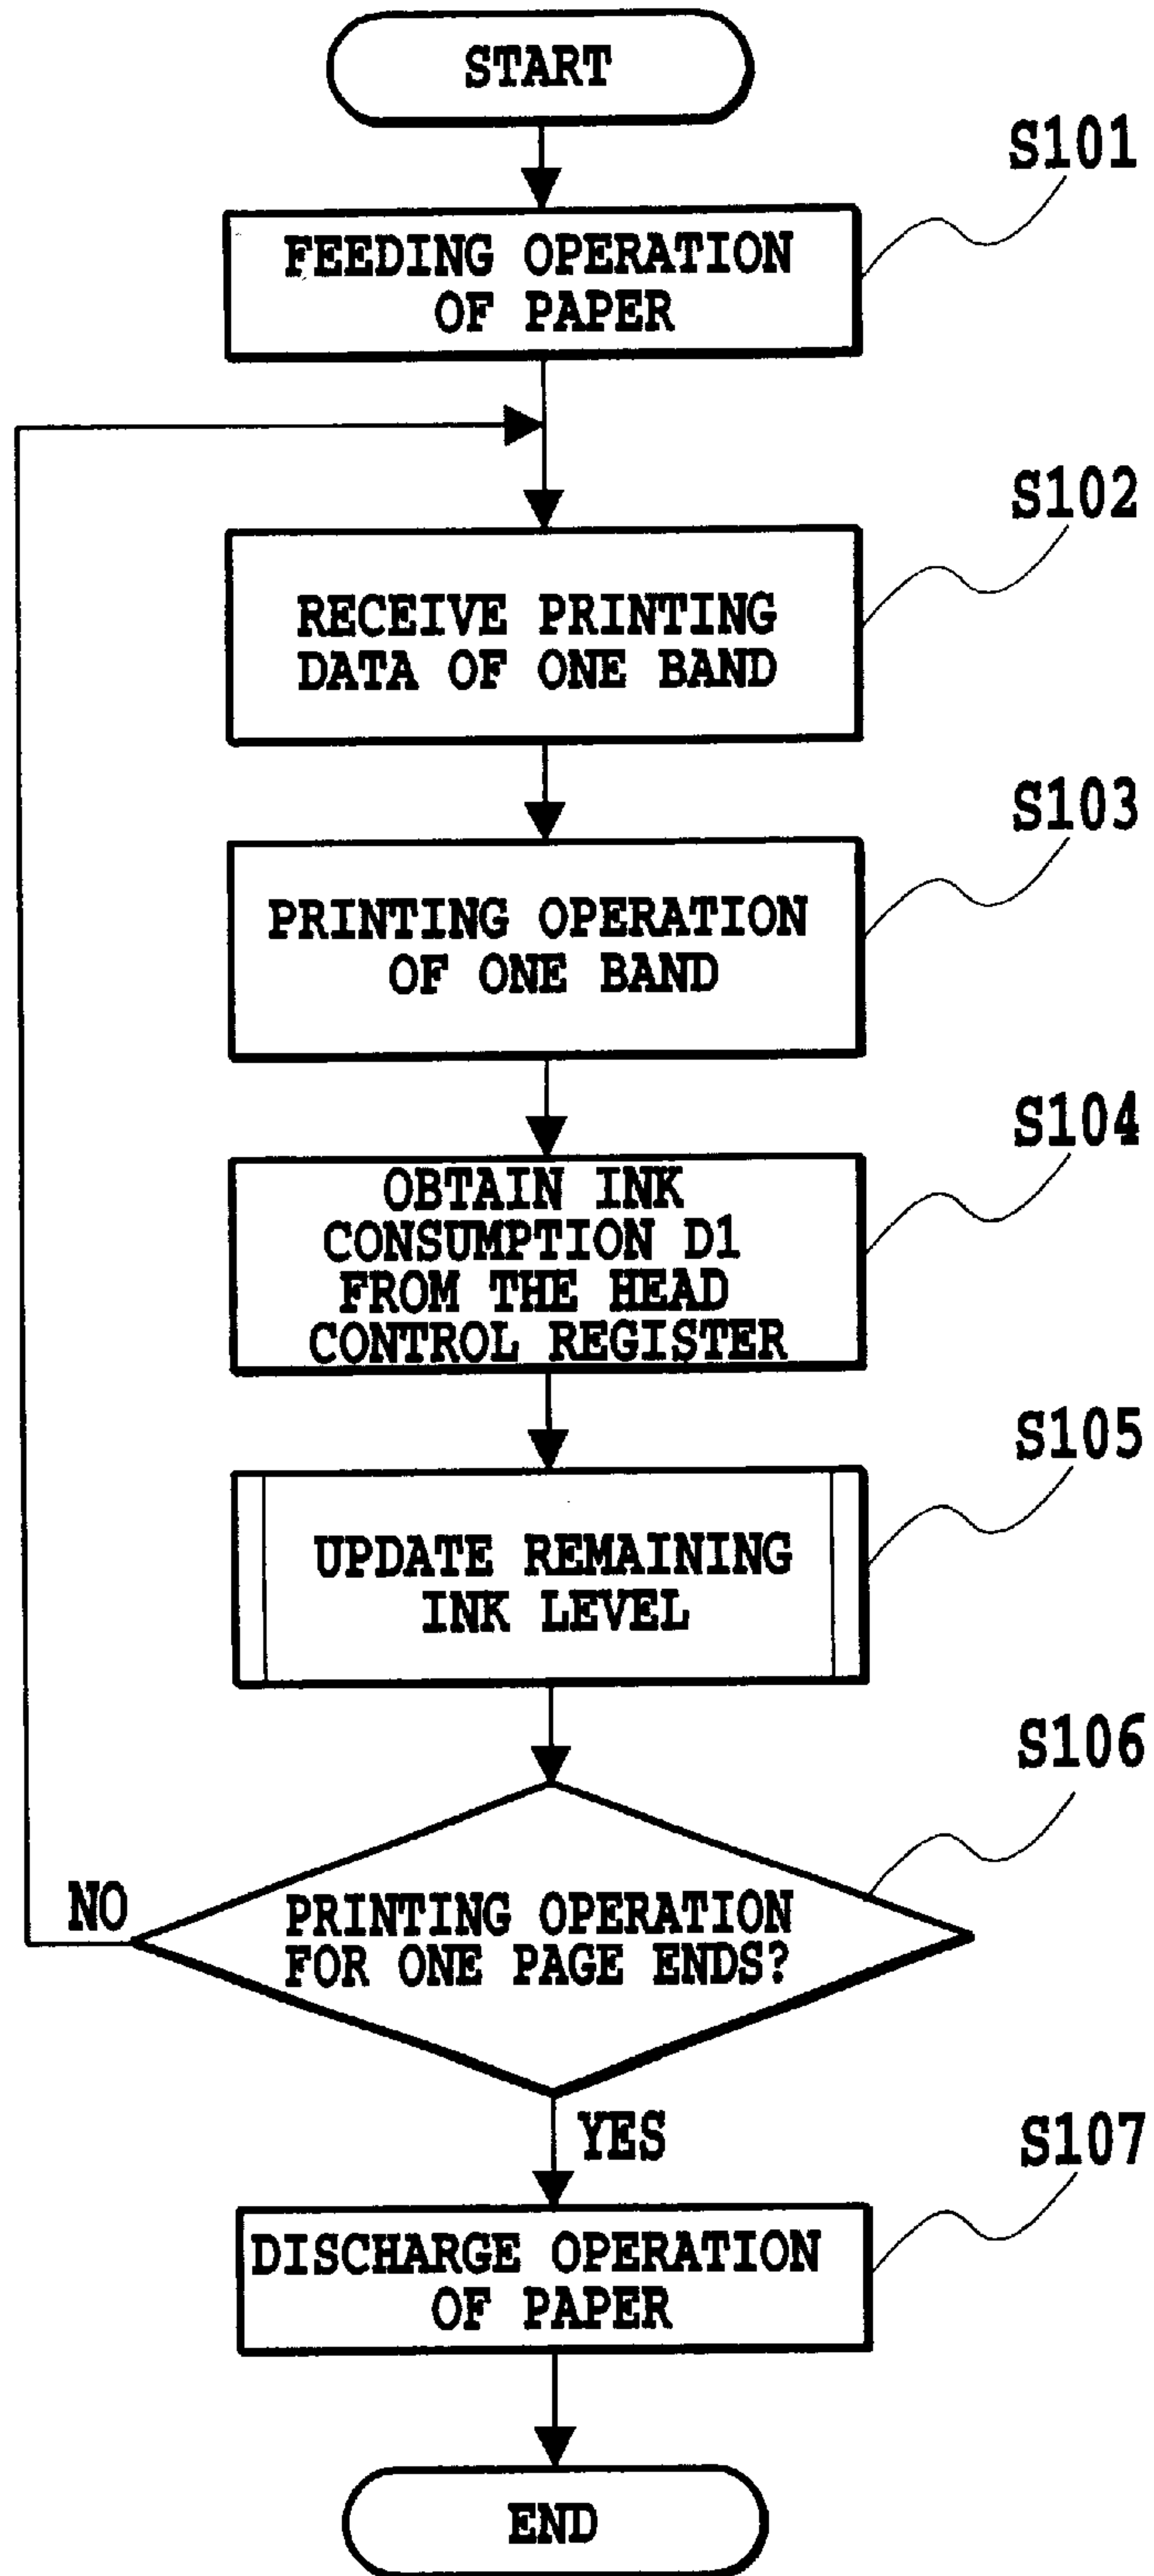 START
S101
FEEDING OPERATION
OF PAPER
S102
RECEIVE PRINTING
DATA OF ONE BAND
S103
PRINTING OPERATION
OF ONE BAND
S104
OBTAIN INK
CONSUMPTION D1
FROM THE HEAD
CONTROL REGISTER
S105
UPDATE REMAINING
INK LEVEL
S106
NO
PRINTING OPERATION
FOR ONE PAGE ENDS?
YES
S107
DISCHARGE OPERATION
OF PAPER
END